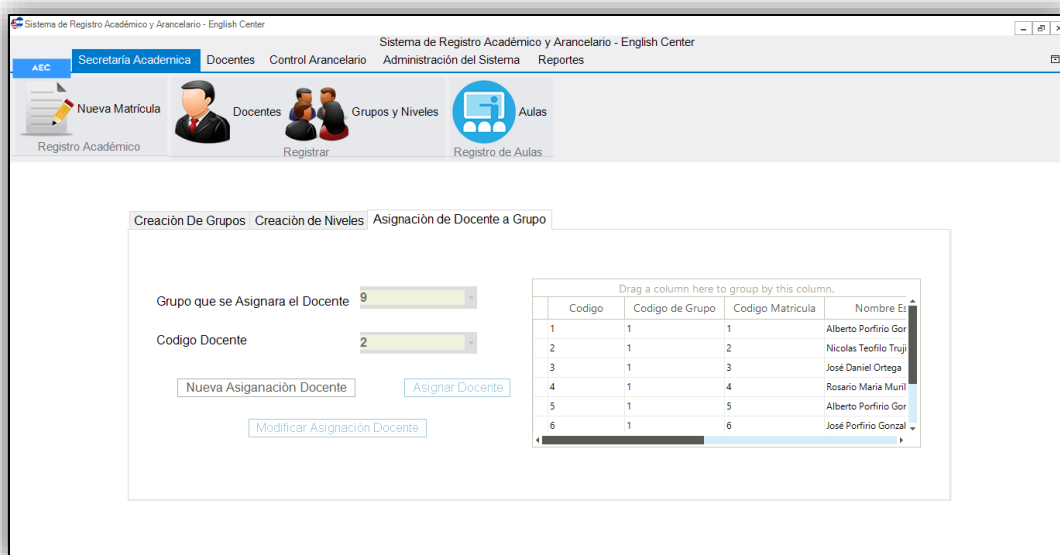 Sistema de Registro Académico y Arancelario - English Center
Sistema de Registro Académico y Arancelario - English Center
AEC Secretaría Academica Docentes Control Arancelario Administración del Sistema Reportes
Nueva Matrícula Docentes Grupos y Niveles Aulas
Registro Académico Registrar Registro de Aulas
Creaciòn De Grupos Creaciòn de Niveles Asignaciòn de Docente a Grupo
Drag a column here to group by this column.
Grupo que se Asignara el Docente 9
Codigo Codigo de Grupo Codigo Matricula Nombre Es
1 1 1 Alberto Porfirio Gor
Codigo Docente 2
2 1 2 Nicolas Teofilo Truji
3 1 3 José Daniel Ortega
Nueva Asiganaciòn Docente Asignar Docente
4 1 4 Rosario Maria Muril
5 1 5 Alberto Porfirio Gor
Modificar Asignaciòn Docente
6 1 6 José Porfirio Gonzal